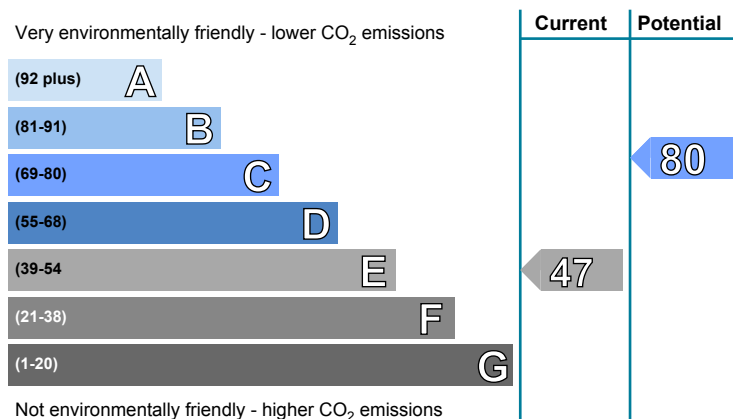 Current Potential
Very environmentally friendly - lower CO2 emissions
(92 plus) A
(81-91) B
(69-80) C
80
(55-68) D
(39-54 E
47
(21-38) F
(1-20) G
Not environmentally friendly - higher CO2 emissions